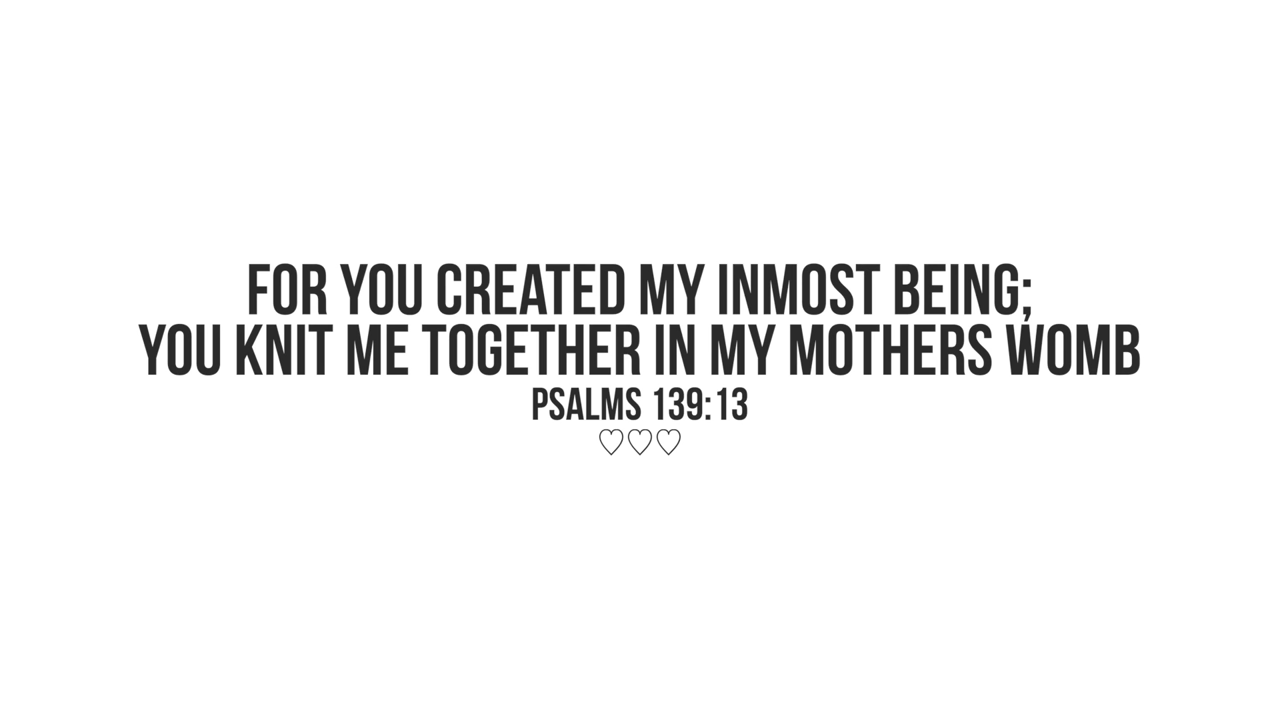 FOR YOU CREATED MY INMOST BEING;
YOU KNIT ME TOGETHER IN MY MOTHERS WOMB
PSALMS 139:13
♡♡♡